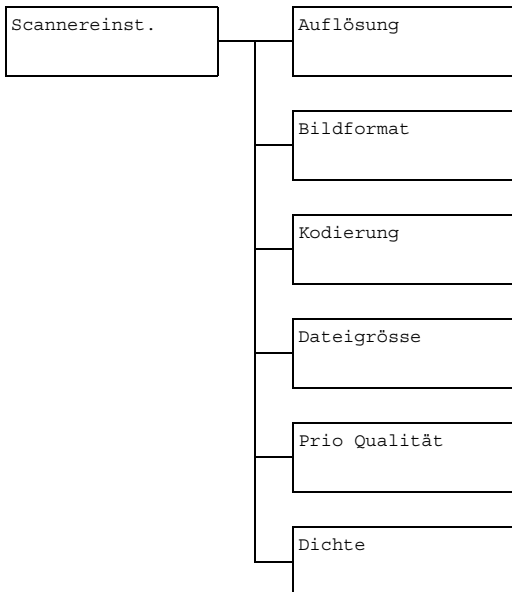 Scannereinst.
Auflösung
Bildformat
Kodierung
Dateigrösse
Prio Qualität
Dichte